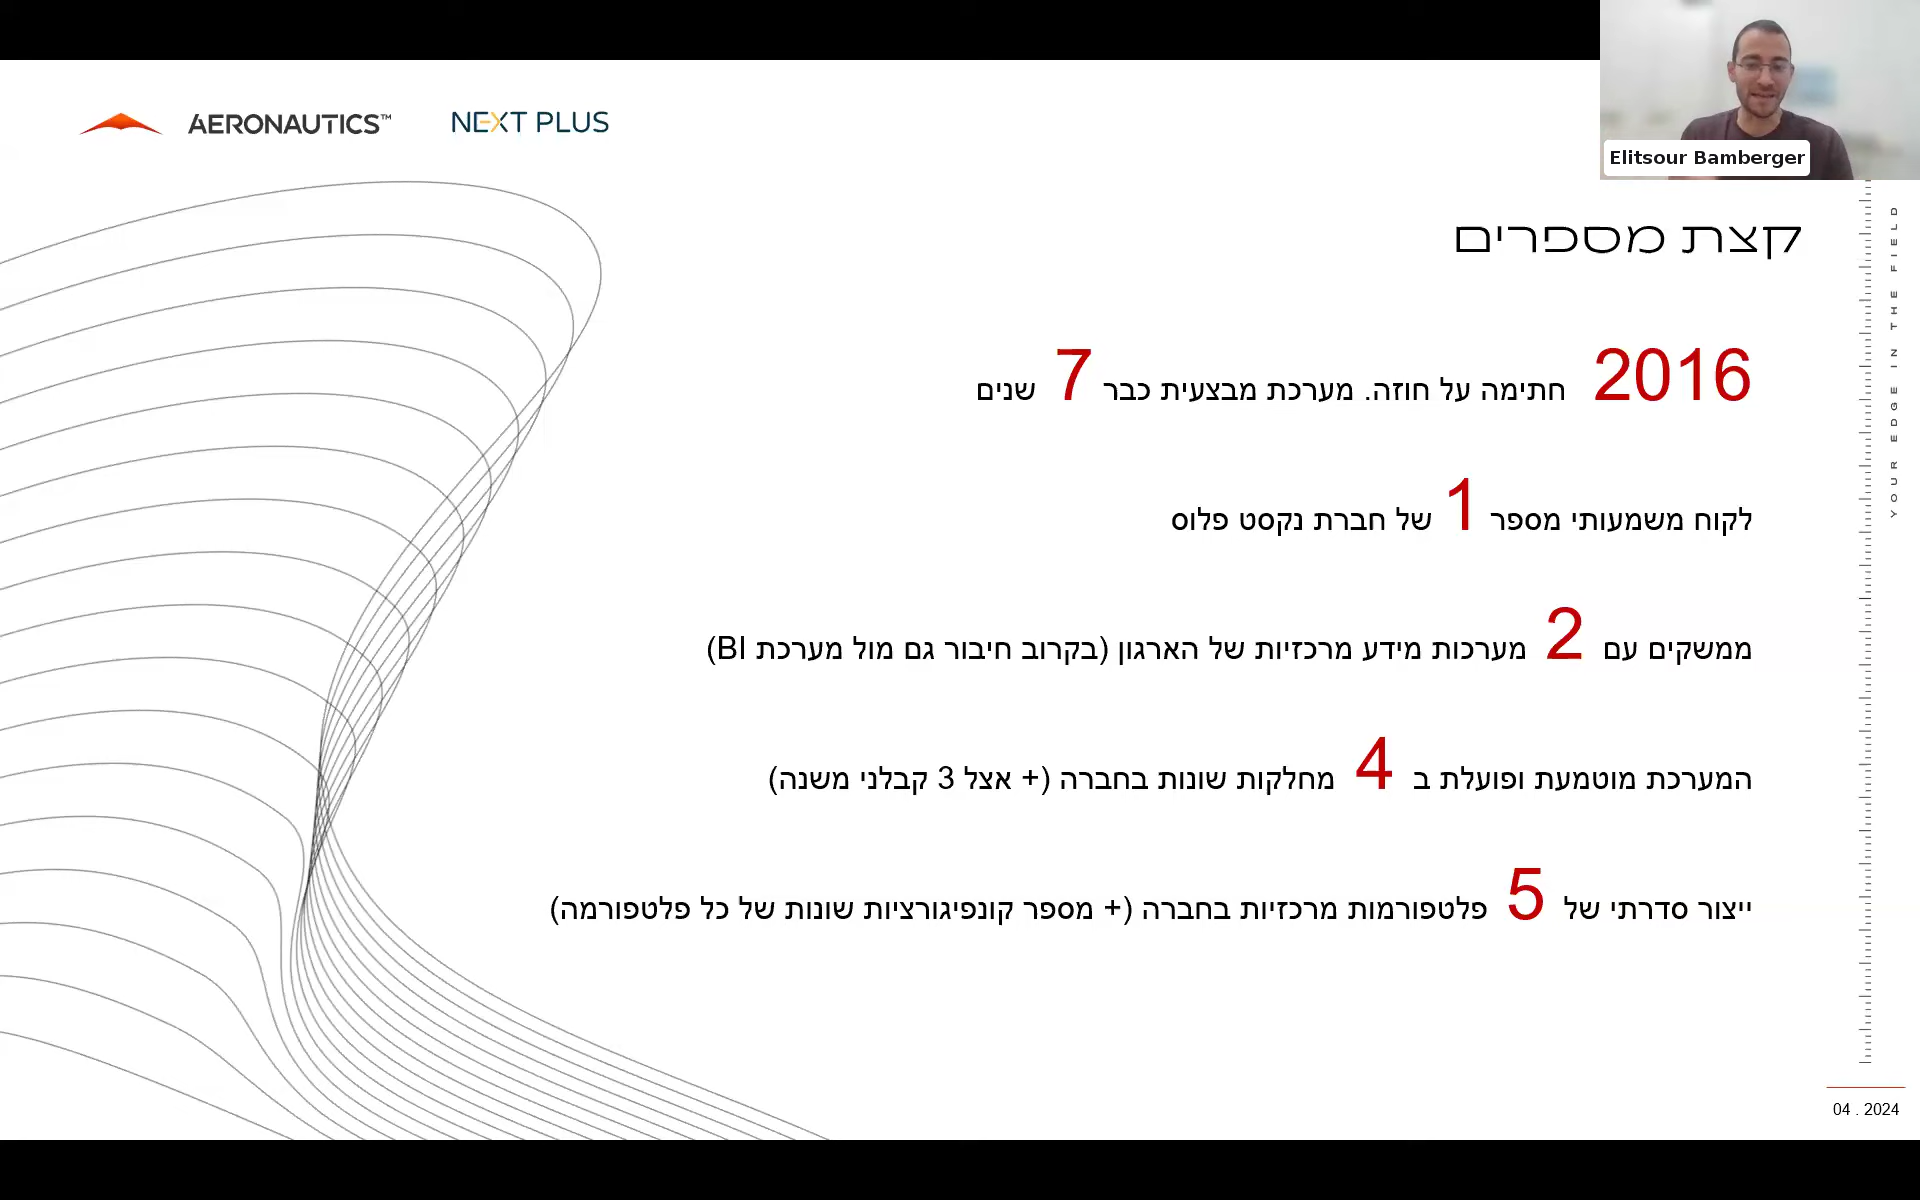 AERONAUTICS™ NEXT PLUS
Elitsour Bamberger
קצת מספרים
2016 חתימה על חוזה. מערכת מבצעית כבר 7 שנים
לקוח משמעותי מספר 1 של חברת נקסט פלוס
ממשקים עם 2 מערכות מידע מרכזיות של הארגון (בקרוב חיבור גם מול מערכת BI)
המערכת מוטמעת ופועלת ב 4 מחלקות שונות בחברה (+ אצל 3 קבלני משנה)
ייצור סדרתי של 5 פלטפורמות מרכזיות בחברה (+ מספר קונפיגורציות שונות של כל פלטפורמה)
YOUR EDGE IN THE FIELD
04 . 2024